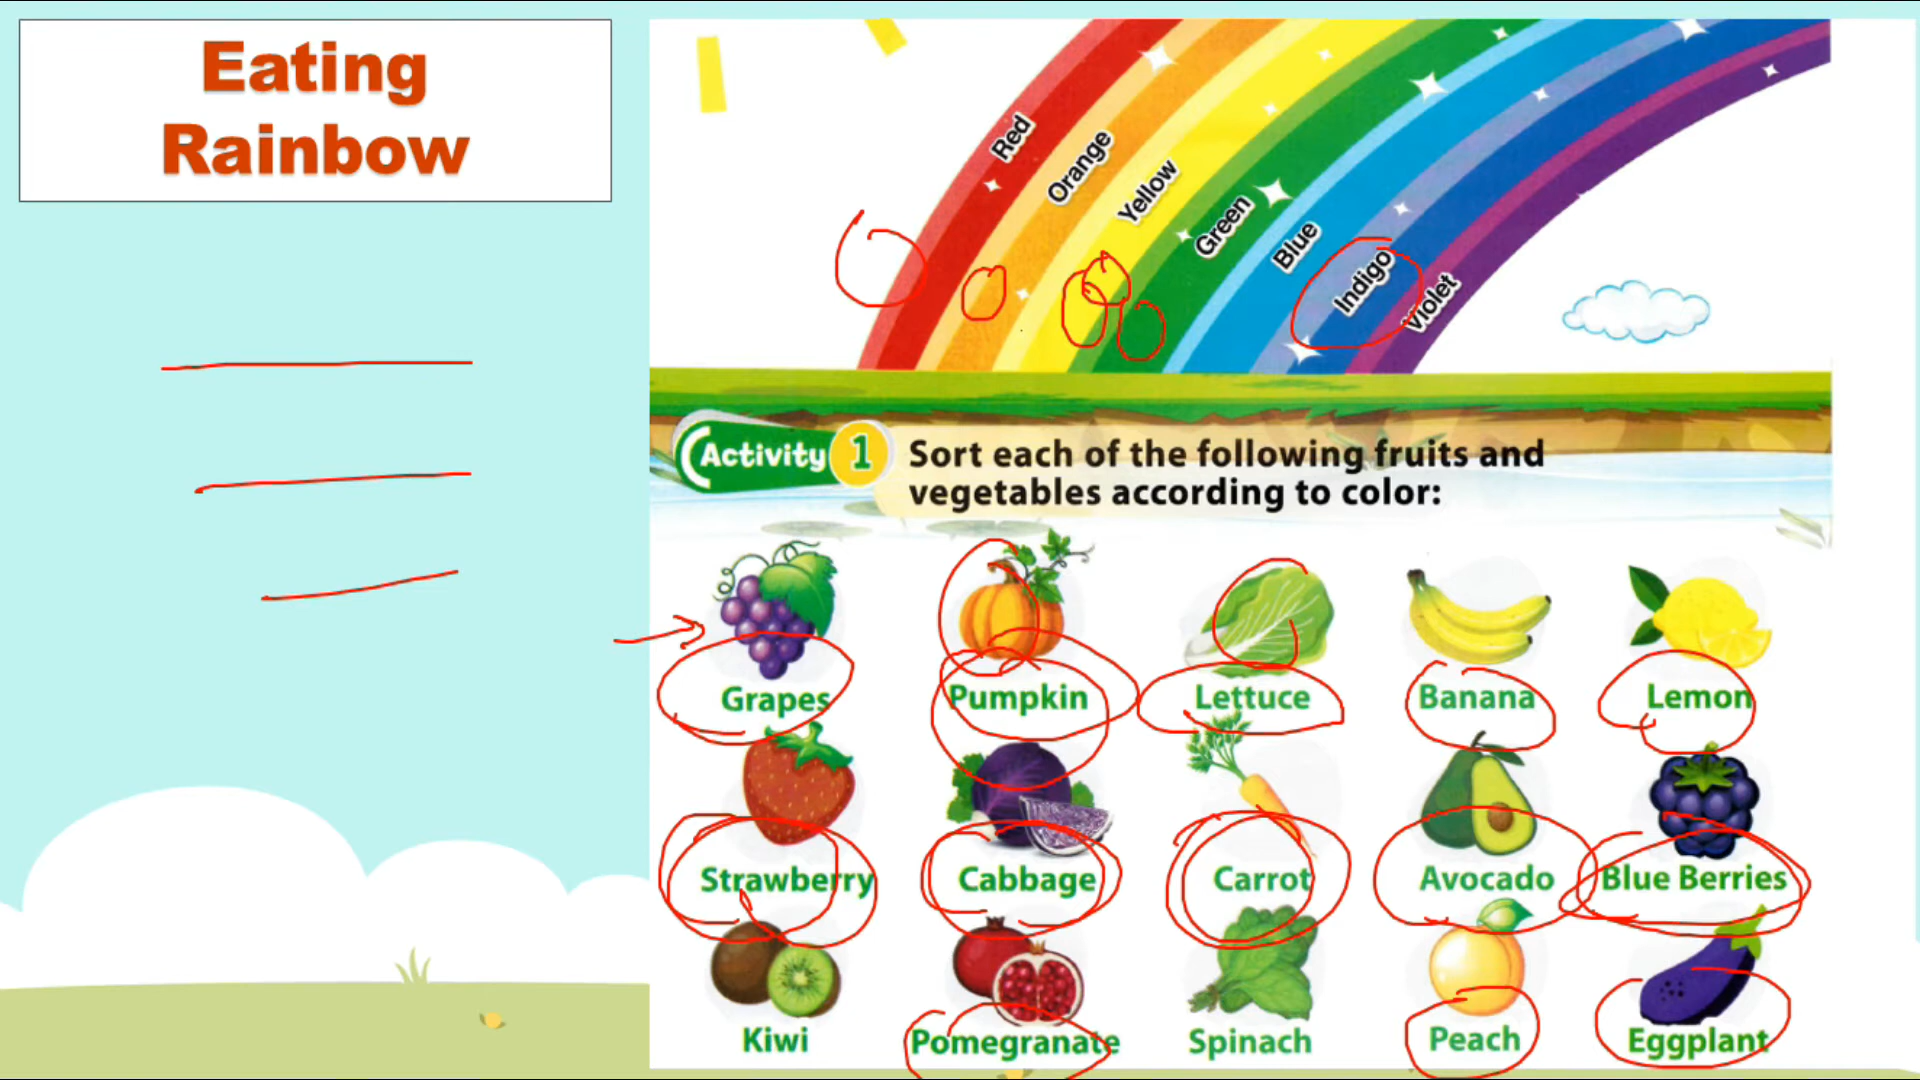 Eating
Rainbow
Red
Orange
Yellow
Green
Blue
Indigo
Violet
Activity 1
Sort each of the following fruits and
vegetables according to color:
Grapes Pumpkin Lettuce Banana Lemon
Strawberry Cabbage Carrot Avocado Blue Berries
Kiwi Pomegranate Spinach Peach Eggplant